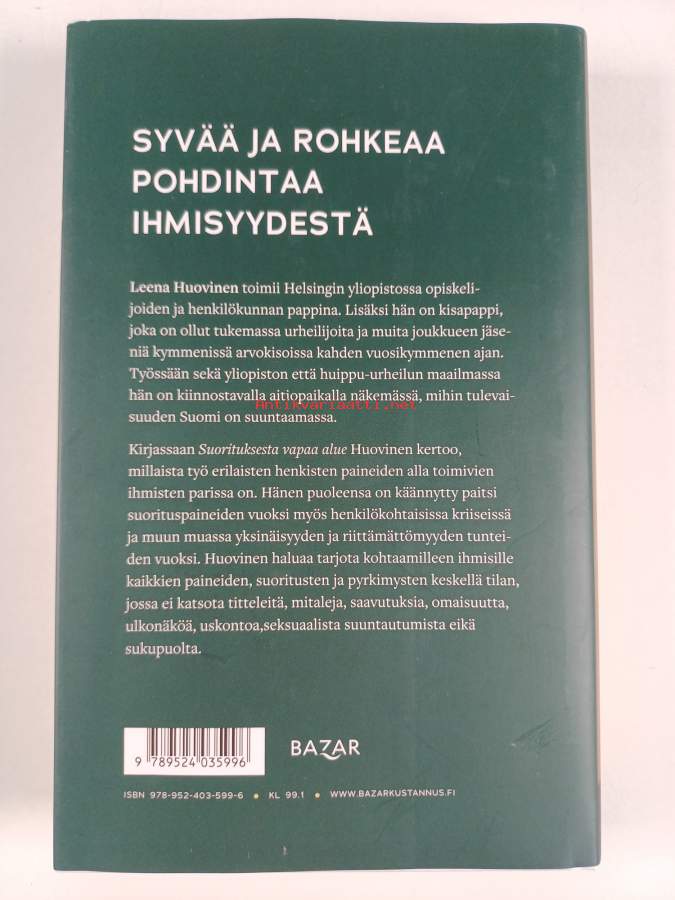 SYVÄÄ JA ROHKEAA
POHDINTAA
IHMISYYDESTÄ
Leena Huovinen toimii Helsingin yliopistossa opiskeli-
joiden ja henkilökunnan pappina. Lisäksi hän on kisapappi,
joka on ollut tukemassa urheilijoita ja muita joukkueen jäse-
niä kymmenissä arvokisoissa kahden vuosikymmenen ajan.
Työssään sekä yliopiston että huippu-urheilun maailmassa
hän on kiinnostavalla aitiopaikalla näkemässä, mihin tulevai-
Antikvariaatti.net
suuden Suomi on suuntaamassa.
Kirjassaan Suorituksesta vapaa alue Huovinen kertoo,
millaista työ erilaisten henkisten paineiden alla toimivien
ihmisten parissa on. Hänen puoleensa on käännytty paitsi
suorituspaineiden vuoksi myös henkilökohtaisissa kriiseissä
ja muun muassa yksinäisyyden ja riittämättömyyden tuntei-
den vuoksi. Huovinen haluaa tarjota kohtaamilleen ihmisille
kaikkien paineiden, suoritusten ja pyrkimysten keskellä tilan,
jossa ei katsota titteleitä, mitaleja, saavutuksia, omaisuutta,
ulkonäköä, uskontoa,seksuaalista suuntautumista eikä
sukupuolta.
9 789524 035996
BAZAR
ISBN 978-952-403-599-6 • KL 99.1 • WWW.BAZARKUSTANNUS.FI